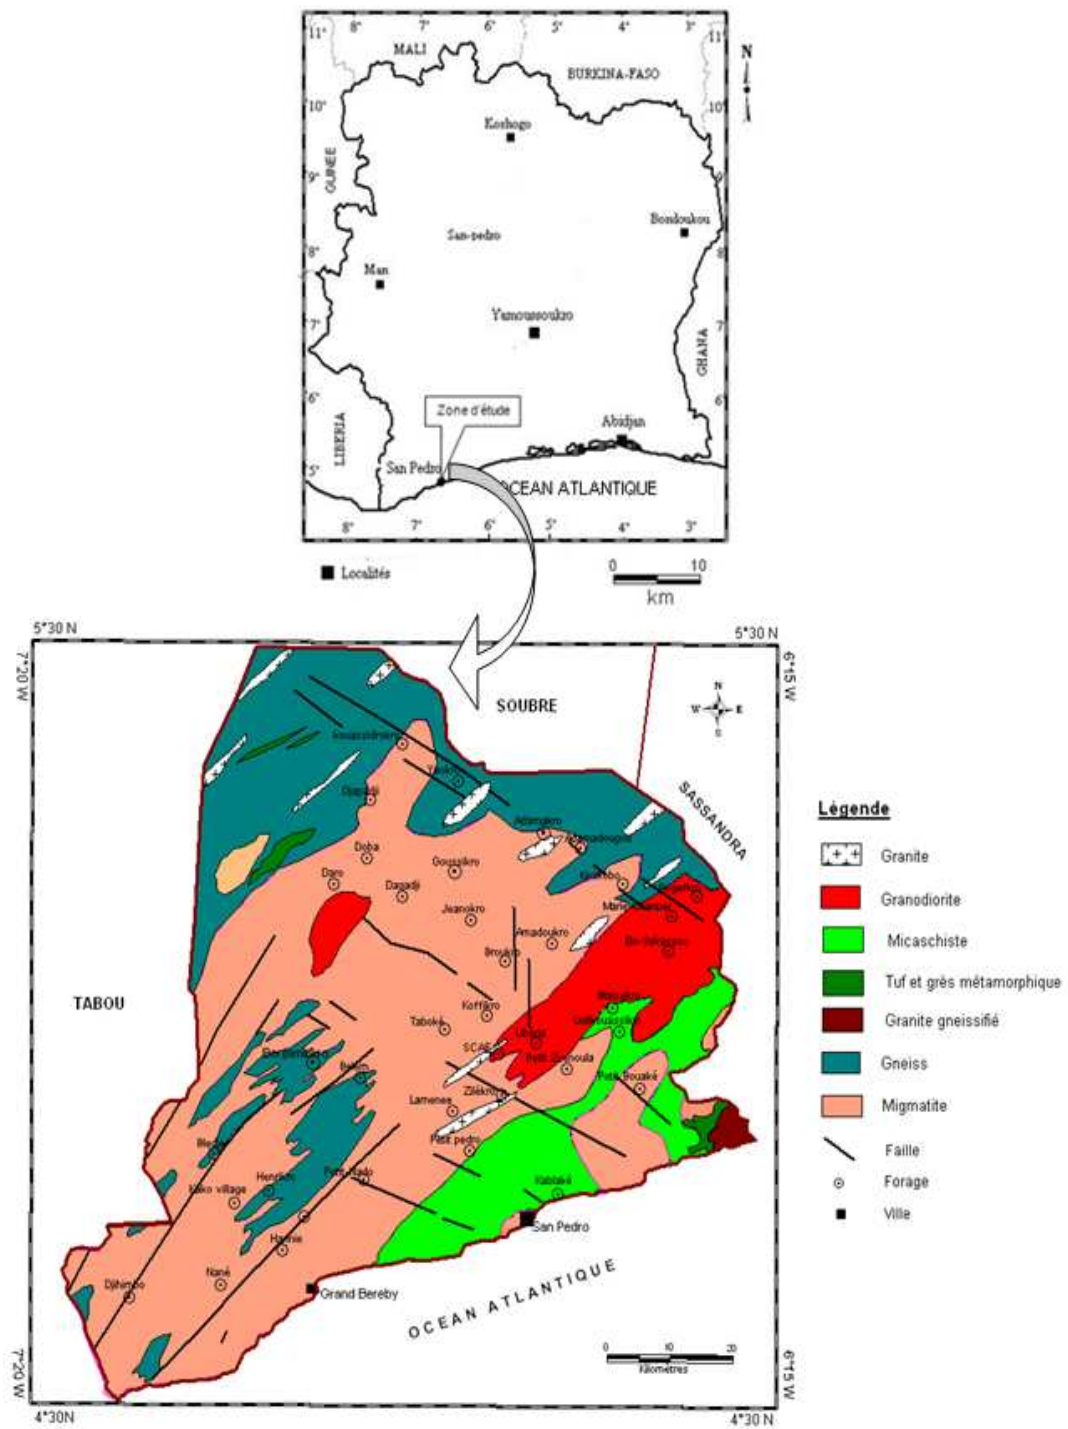 11°
8°
7°
6°
5°
4°
3°
11°
N
MALI
BURKINA-FASO
10°
10°
Korhogo
GUINEE
9°
9°
Bondoukou
San-pedro
8°
8°
Man
7°
Yamoussoukro
7°
GHANA
6°
6°
Zone d'étude
Abidjan
LIBERIA
5°
San Pedro
OCEAN ATLANTIQUE
8°
7°
6°
5°
4°
3°
Localités
0 10
km
5°30 N
5°30 N
7°20 W
6°15 W
SOUBRE
N
W E
S
SASSANDRA
Djapadji
Doba
Goussikro
Daro
Dagadji
Jeanokro
Amadoukro
Broukro
TABOU
Koffikro
Taboké
SCAF
Petit Bouaké
Zilékro
Lamenee
Petit pedro
Kablaké
Kako village
San Pedro
Nané
Djihimbo
Grand Bereby
OCEAN ATLANTIQUE
0 10 20
Kilomètres
7°20 W
6°15 W
4°30N
4°30 N
Légende
Granite
Granodiorite
Micaschiste
Tuf et grès métamorphique
Granite gneissifié
Gneiss
Migmatite
Faille
Forage
Ville